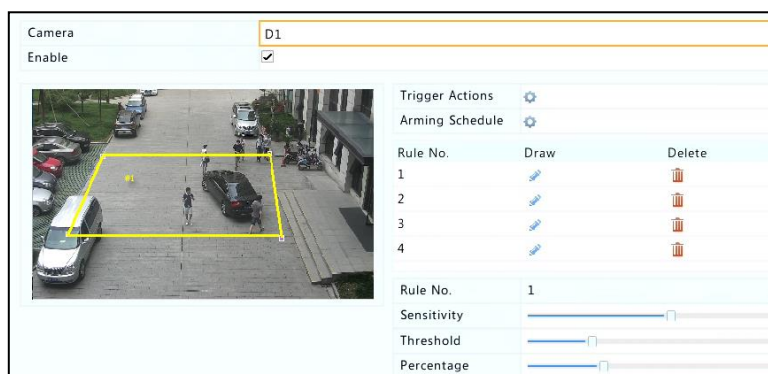 Camera D1
Enable
Trigger Actions
Arming Schedule
Rule No. Draw Delete
1
2
3
4
#1
Rule No. 1
Sensitivity
Threshold
Percentage